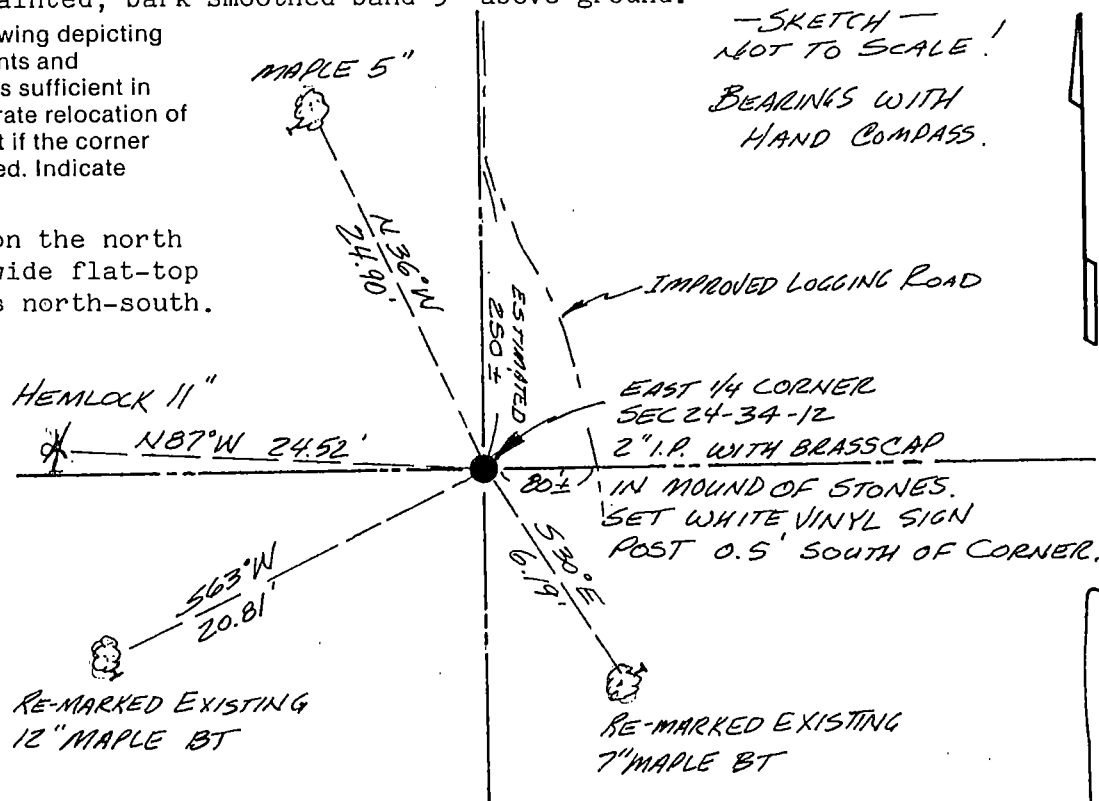 ainted, bark smoothed band 5' above ground.
wing depicting
nts and
s sufficient in
rate relocation of
t if the corner
ed. Indicate
on the north
wide flat-top
s north-south.
— SKETCH —
NOT TO SCALE!
BEARINGS WITH
HAND COMPASS.
MAPLE 5"
N 36° W
24.90'
ESTIMATED
250 ±
IMPROVED LOGGING ROAD
HEMLOCK 11"
N87°W 24.52'
EAST 1/4 CORNER
SEC 24-34-12
2" I.P. WITH BRASSCAP
IN MOUND OF STONES.
SET WHITE VINYL SIGN
POST 0.5' SOUTH OF CORNER.
80±
S63°W
20.81'
S30°E
6.19'
RE-MARKED EXISTING
12" MAPLE BT
RE-MARKED EXISTING
7" MAPLE BT